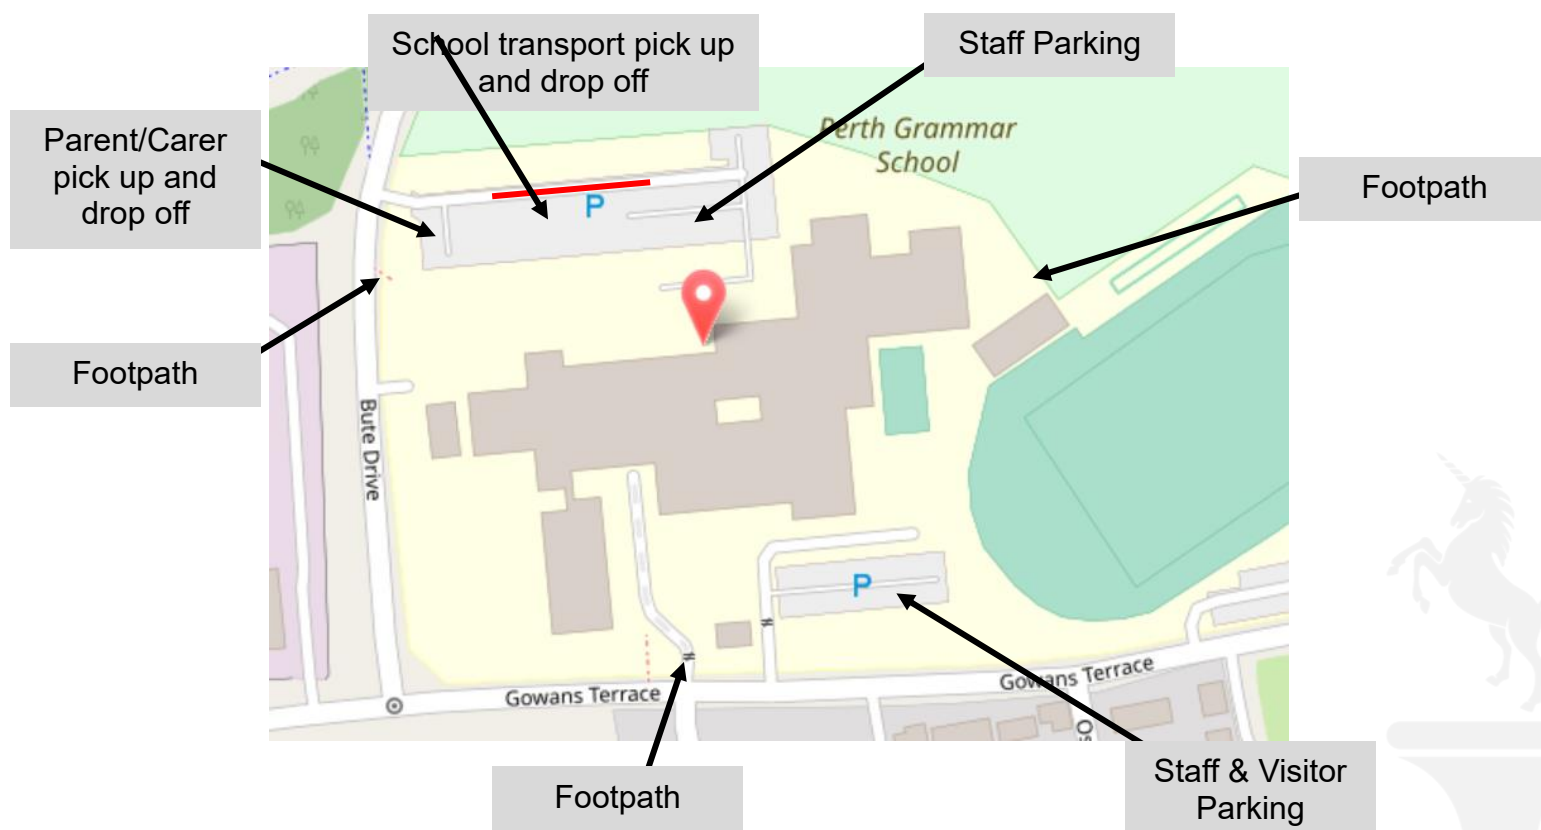 School transport pick up
and drop off
Staff Parking
Parent/Carer
pick up and
drop off
Perth Grammar
School
Footpath
P
Footpath
Bute Drive
P
Gowans Terrace
Gowans Terrace
Os
Footpath
Staff & Visitor
Parking